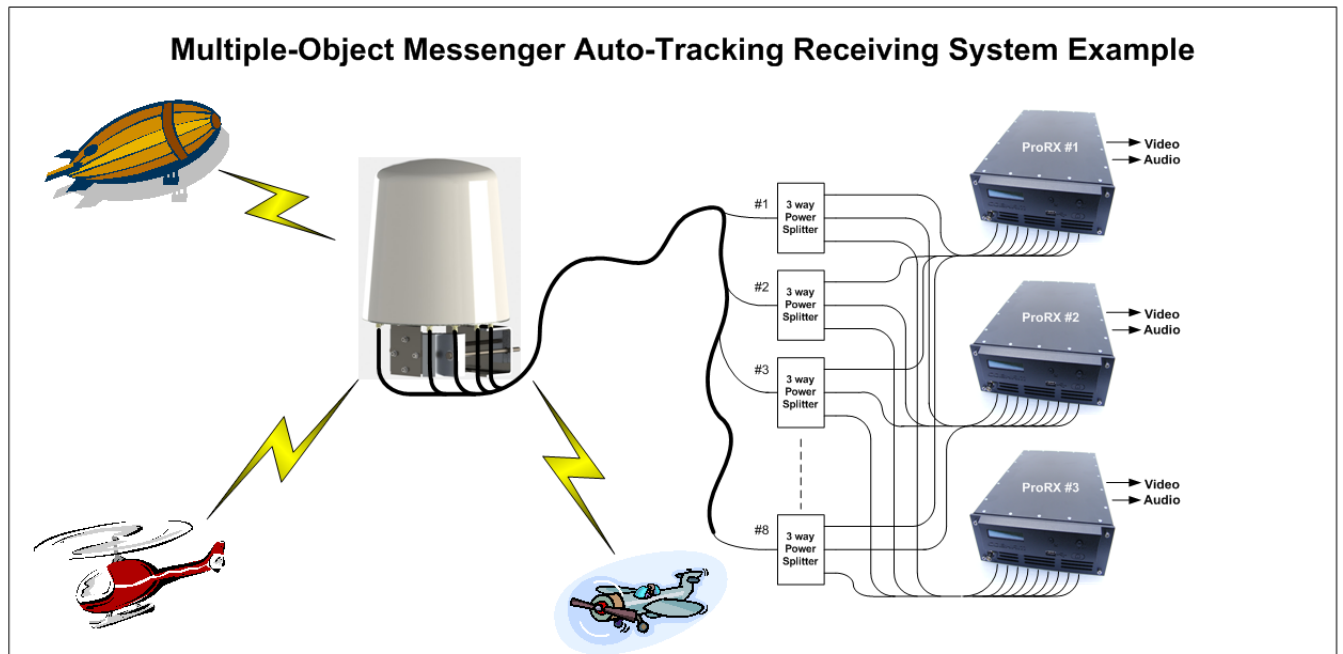 Multiple-Object Messenger Auto-Tracking Receiving System Example
ProRX #1
Video
Audio
#1
3 way
Power
Splitter
#2
3 way
Power
Splitter
ProRX #2
Video
Audio
#3
3 way
Power
Splitter
ProRX #3
Video
Audio
#8
3 way
Power
Splitter